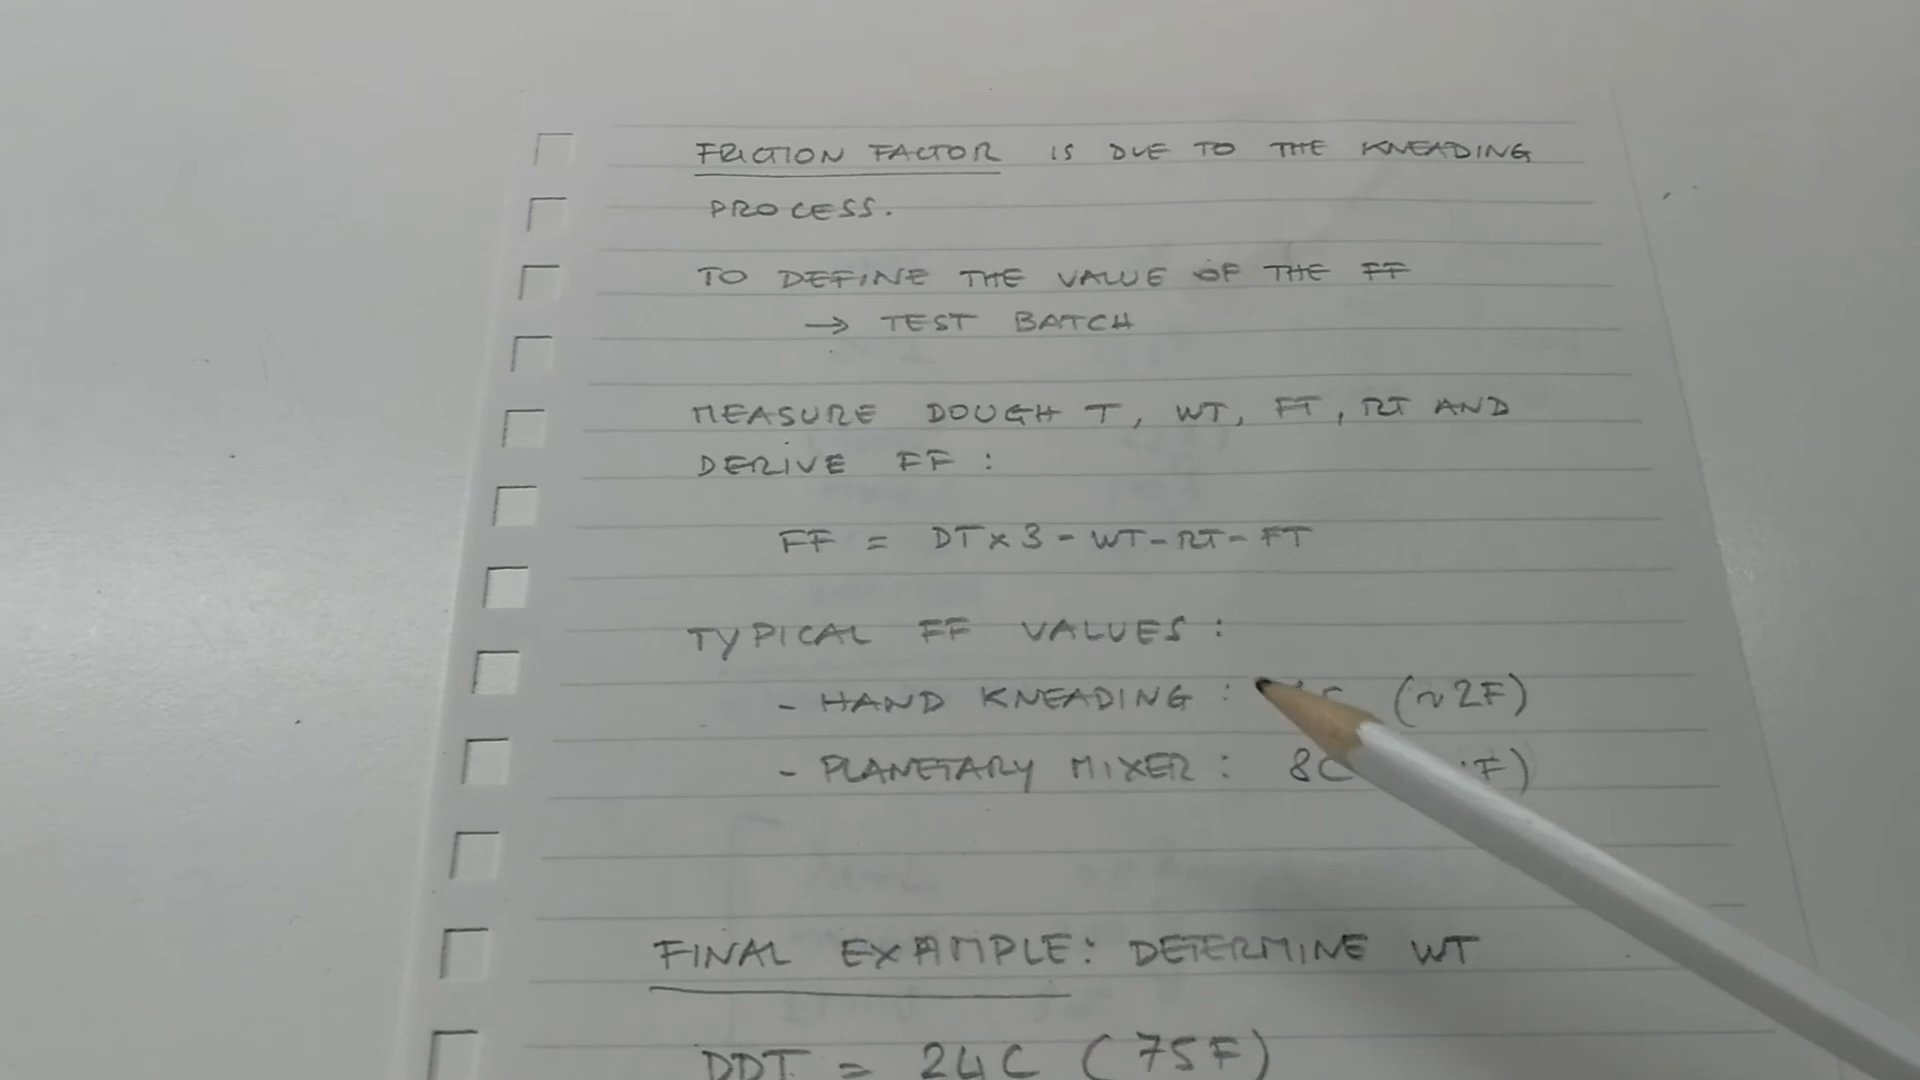 FRICTION FACTOR IS DUE TO THE KNEADING
PROCESS.
TO DEFINE THE VALUE OF THE FF
→ TEST BATCH
MEASURE DOUGH T, WT, FT, RT AND
DERIVE FF :
FF = DT x 3 - WT - RT - FT
TYPICAL FF VALUES :
- HAND KNEADING : (~2F)
- PLANETARY MIXER : 8C F)
FINAL EXAMPLE: DETERMINE WT
DDT = 24C (75F)